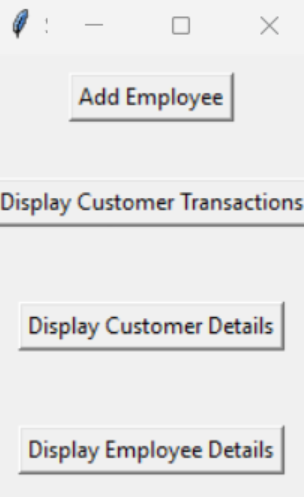 Add Employee
Display Customer Transactions
Display Customer Details
Display Employee Details